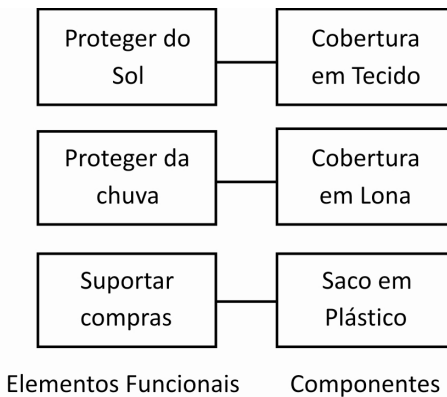 Proteger do
Sol
Cobertura
em Tecido
Proteger da
chuva
Cobertura
em Lona
Suportar
compras
Saco em
Plástico
Elementos Funcionais
Componentes